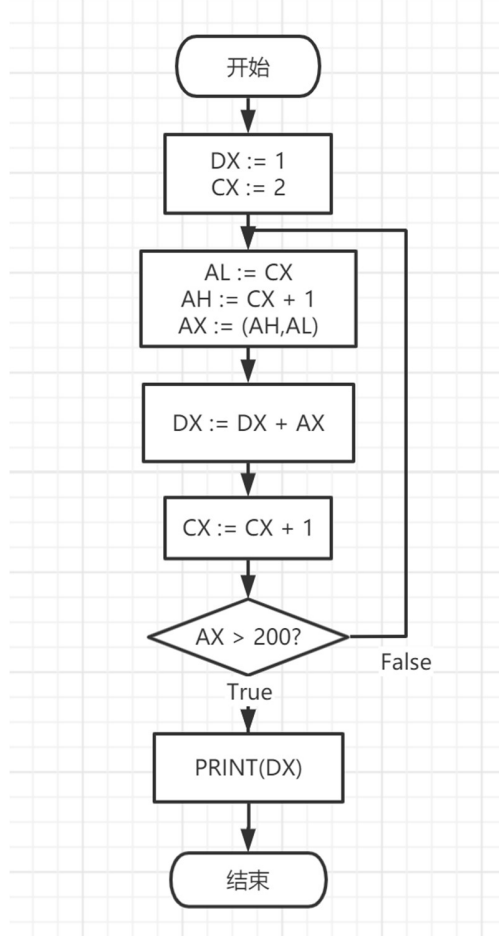 开始
DX := 1
CX := 2
AL := CX
AH := CX + 1
AX := (AH,AL)
DX := DX + AX
CX := CX + 1
AX > 200?
False
True
PRINT(DX)
结束